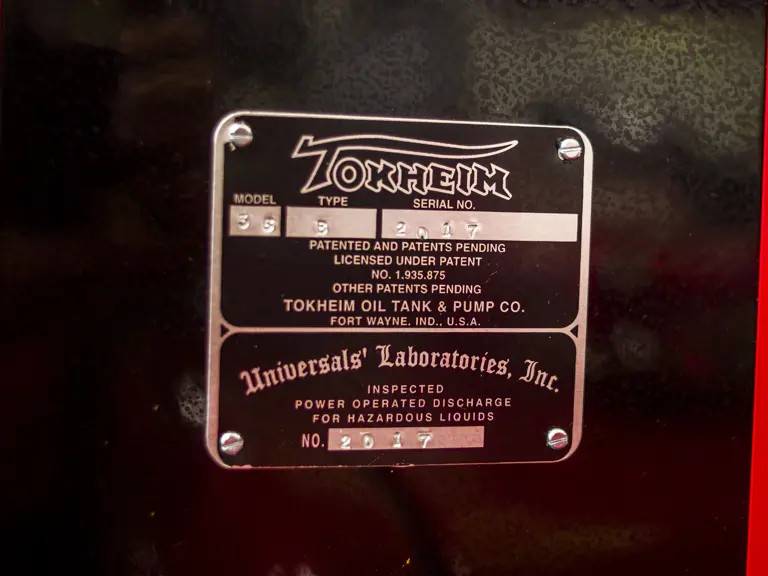 TOKHEIM
MODEL TYPE SERIAL NO.
39 B 2017
PATENTED AND PATENTS PENDING
LICENSED UNDER PATENT
NO. 1.935.875
OTHER PATENTS PENDING
TOKHEIM OIL TANK & PUMP CO.
FORT WAYNE, IND., U.S.A.
Universals' Laboratories, Inc.
INSPECTED
POWER OPERATED DISCHARGE
FOR HAZARDOUS LIQUIDS
NO. 2017